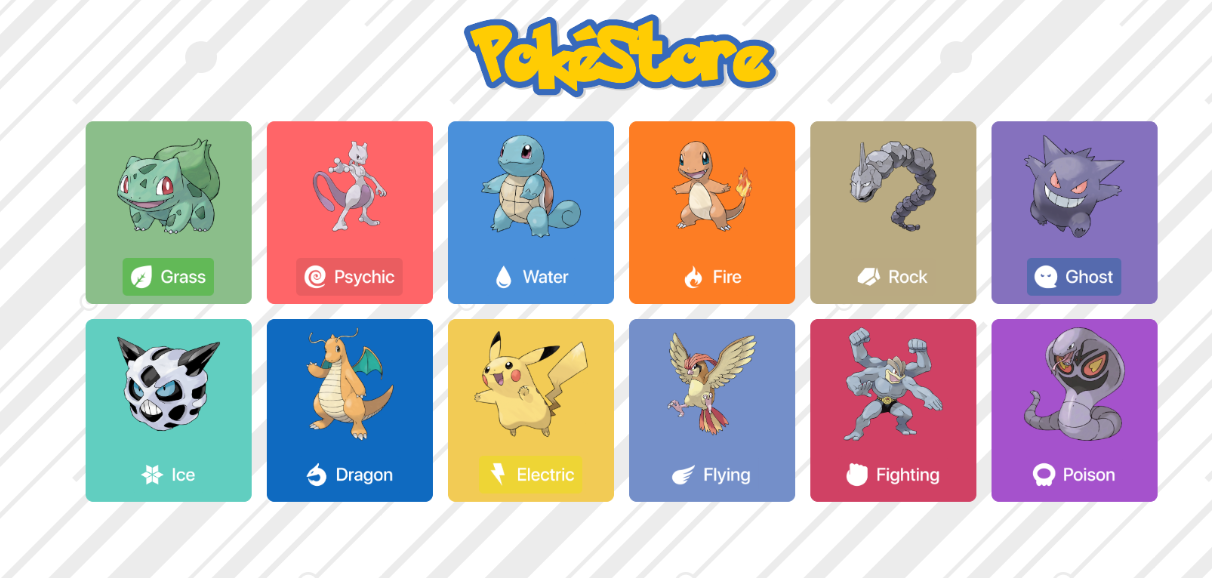 PokéStore
Grass
Psychic
Water
Fire
Rock
Ghost
Ice
Dragon
Electric
Flying
Fighting
Poison